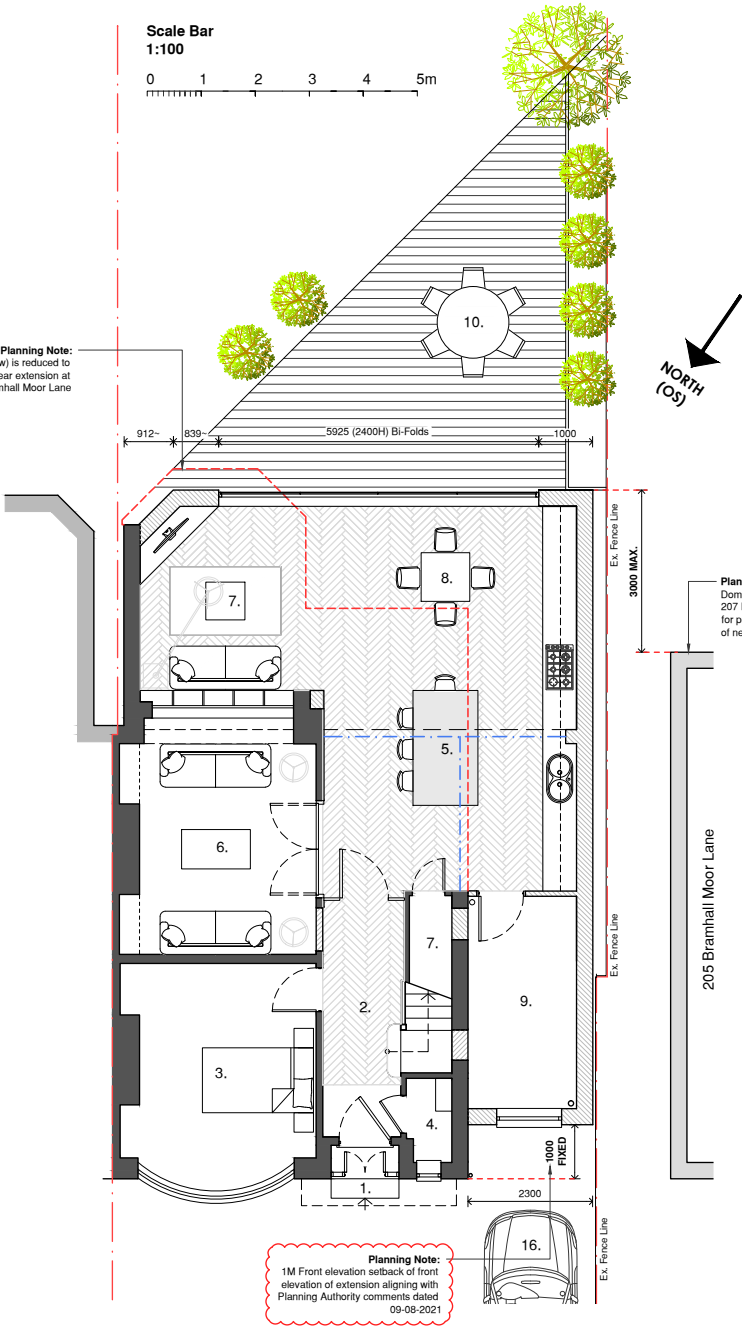 Scale Bar
1:100
0 1 2 3 4 5m
10.
NORTH
(OS)
Planning Note:
w) is reduced to
ear extension at
mhall Moor Lane
912~ 839~ 5925 (2400H) Bi-Folds 1000
Ex. Fence Line
3000 MAX.
8.
7.
Plan
Dom
207
for p
of ne
5.
6.
205 Bramhall Moor Lane
7.
Ex. Fence Line
9.
2.
3.
4.
1000
FIXED
1.
2300
16.
Ex. Fence Line
Planning Note:
1M Front elevation setback of front
elevation of extension aligning with
Planning Authority comments dated
09-08-2021